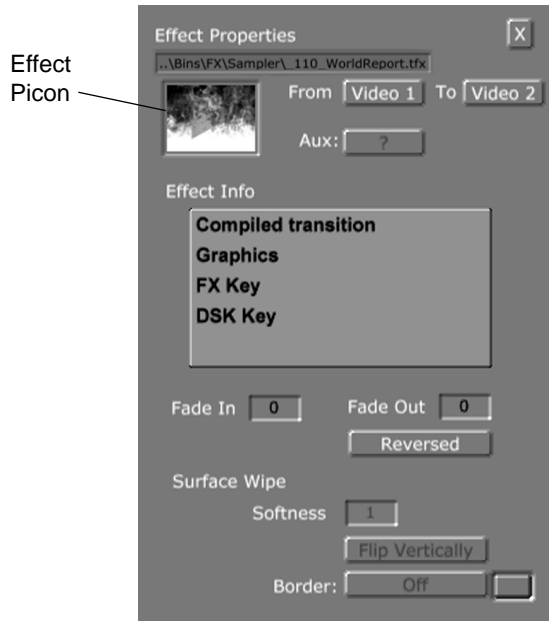 Effect Properties
X
..\Bins\FX\Sampler\_110_WorldReport.tfx
Effect
Picon
From Video 1 To Video 2
Aux: ?
Effect Info
Compiled transition
Graphics
FX Key
DSK Key
Fade In 0 Fade Out 0
Reversed
Surface Wipe
Softness 1
Flip Vertically
Border: Off